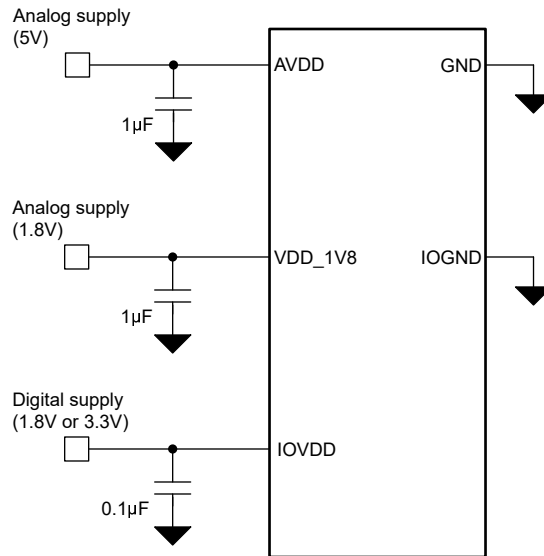 Analog supply
(5V)
AVDD
GND
1µF
Analog supply
(1.8V)
VDD_1V8
IOGND
1µF
Digital supply
(1.8V or 3.3V)
IOVDD
0.1µF